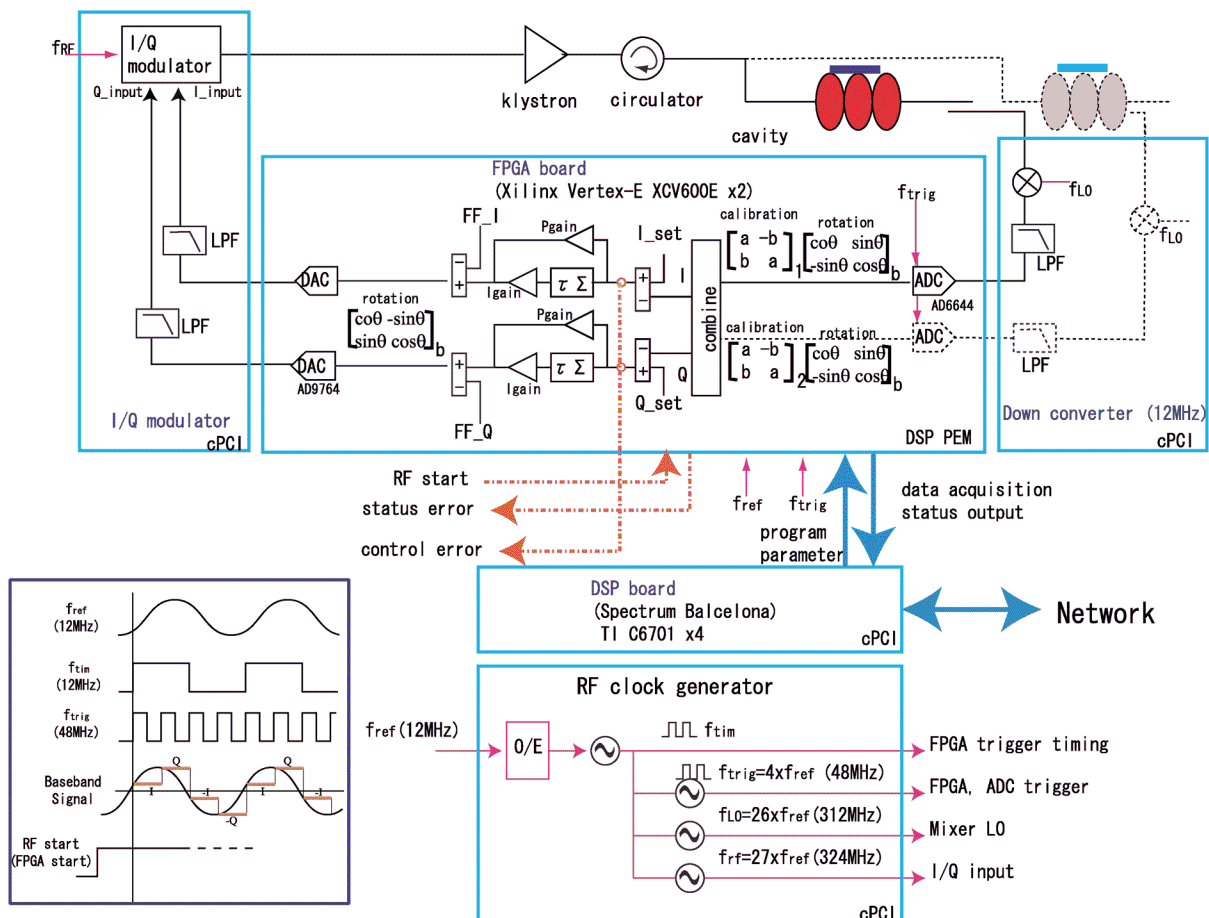 fRF
I/Q
modulator
Q_input
I_input
klystron
circulator
cavity
FPGA board
(Xilinx Vertex-E XCV600E x2)
LPF
LPF
I/Q modulator
cPCI
DAC
DAC
AD9764
rotation
[coθ -sinθ
sinθ cosθ]b
FF_I
−
+
Pgain
Igain
τ Σ
I_set
+
−
I
Pgain
Igain
τ Σ
+
−
FF_Q
−
+
Q
Q_set
combine
calibration
[a -b
b a]1
rotation
[coθ sinθ
-sinθ cosθ]b
calibration
[a -b
b a]2
rotation
[coθ sinθ
-sinθ cosθ]b
ftrig
ADC
AD6644
ADC
DSP PEM
fLO
LPF
fLO
LPF
Down converter (12MHz)
cPCI
RF start
status error
control error
fref
ftrig
program
parameter
data acquisition
status output
DSP board
(Spectrum Balcelona)
TI C6701 x4
cPCI
Network
fref
(12MHz)
ftim
(12MHz)
ftrig
(48MHz)
Baseband
Signal
Q
Q
I
-I
I
-I
-Q
RF start
(FPGA start)
RF clock generator
fref(12MHz)
O/E
ftim
FPGA trigger timing
ftrig=4xfref (48MHz)
FPGA, ADC trigger
fLO=26xfref(312MHz)
Mixer LO
frf=27xfref(324MHz)
I/Q input
cPCI